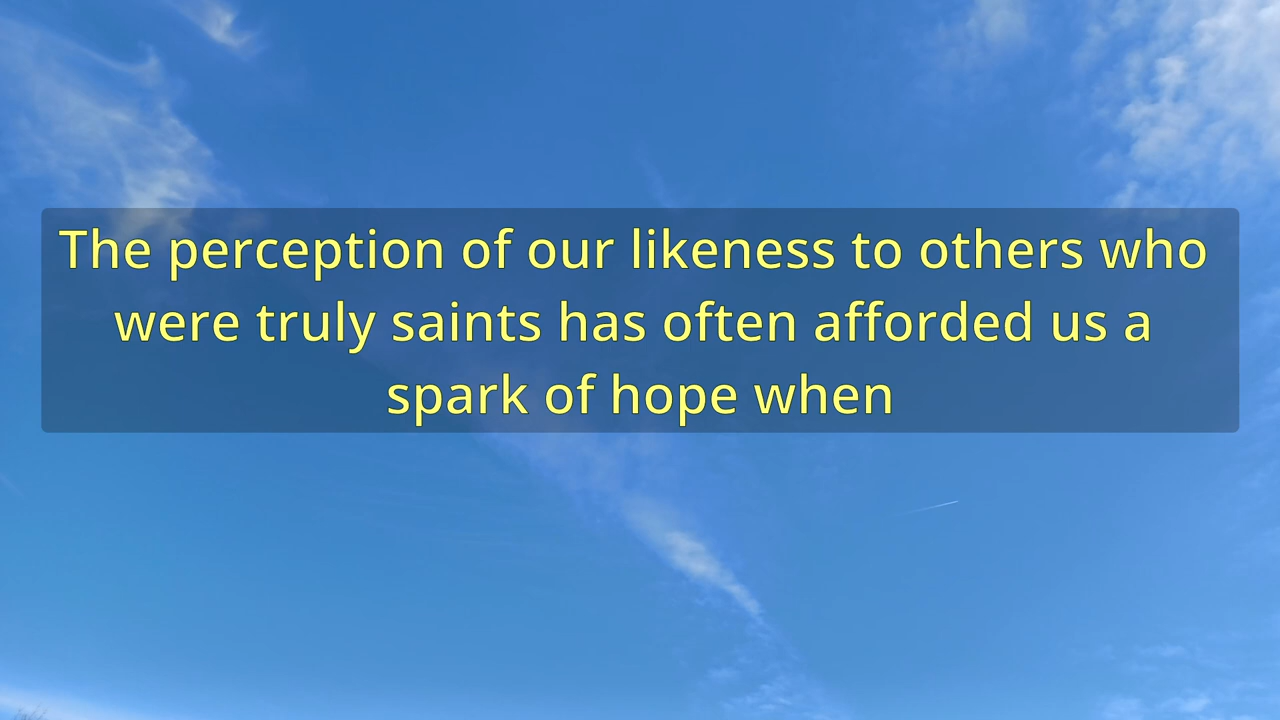 The perception of our likeness to others who
were truly saints has often afforded us a
spark of hope when